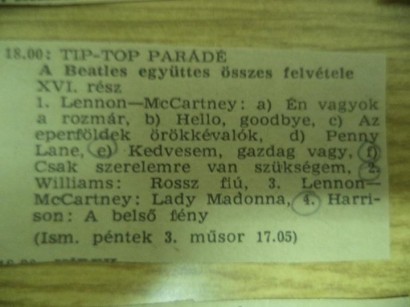 18.00: TIP-TOP PARÁDÉ
A Beatles együttes összes felvétele
XVI. rész
1. Lennon—McCartney: a) Én vagyok
a rozmár, b) Hello, goodbye, c) Az
eperföldek örökkévalók, d) Penny
Lane, e) Kedvesem, gazdag vagy, f)
Csak szerelemre van szükségem, 2.
Williams: Rossz fiú, 3. Lennon—
McCartney: Lady Madonna, 4. Harri-
son: A belső fény
(Ism. péntek 3. műsor 17.05)